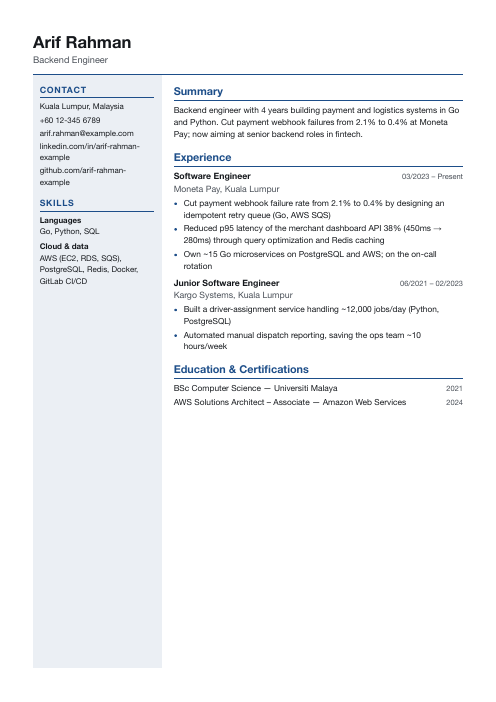 Arif Rahman
Backend Engineer
CONTACT
Kuala Lumpur, Malaysia
+60 12-345 6789
arif.rahman@example.com
linkedin.com/in/arif-rahman-
example
github.com/arif-rahman-
example
SKILLS
Languages
Go, Python, SQL
Cloud & data
AWS (EC2, RDS, SQS),
PostgreSQL, Redis, Docker,
GitLab CI/CD
Summary
Backend engineer with 4 years building payment and logistics systems in Go
and Python. Cut payment webhook failures from 2.1% to 0.4% at Moneta
Pay; now aiming at senior backend roles in fintech.
Experience
Software Engineer 03/2023 – Present
Moneta Pay, Kuala Lumpur
• Cut payment webhook failure rate from 2.1% to 0.4% by designing an
idempotent retry queue (Go, AWS SQS)
• Reduced p95 latency of the merchant dashboard API 38% (450ms →
280ms) through query optimization and Redis caching
• Own ~15 Go microservices on PostgreSQL and AWS; on the on-call
rotation
Junior Software Engineer 06/2021 – 02/2023
Kargo Systems, Kuala Lumpur
• Built a driver-assignment service handling ~12,000 jobs/day (Python,
PostgreSQL)
• Automated manual dispatch reporting, saving the ops team ~10
hours/week
Education & Certifications
BSc Computer Science — Universiti Malaya 2021
AWS Solutions Architect – Associate — Amazon Web Services 2024